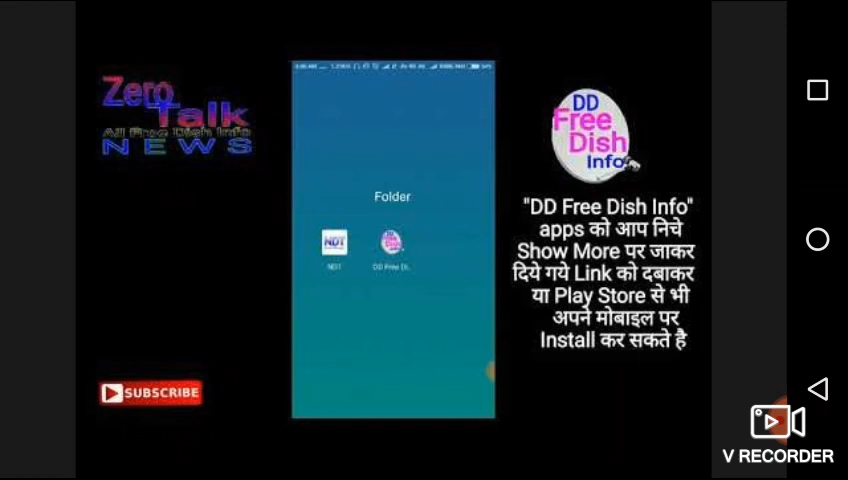 Zero
Talk
All Free Dish Info
NEWS
Folder
NDT
NDT
DD Free Di..
SUBSCRIBE
DD
Free
Dish
Info
"DD Free Dish Info"
apps को आप निचे
Show More पर जाकर
दिये गये Link को दबाकर
या Play Store से भी
अपने मोबाइल पर
Install कर सकते है
V RECORDER